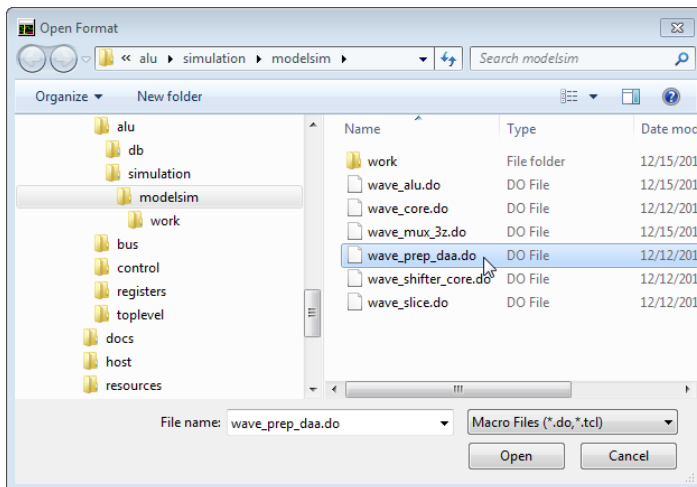 Open Format
« alu simulation modelsim
Search modelsim
Organize
New folder
alu
db
simulation
modelsim
work
bus
control
registers
toplevel
docs
host
resources
Name Type Date mod
work File folder 12/15/201
wave_alu.do DO File 12/15/201
wave_core.do DO File 12/12/201
wave_mux_3z.do DO File 12/15/201
wave_prep_daa.do DO File 12/12/201
wave_shifter_core.do DO File 12/12/201
wave_slice.do DO File 12/12/201
File name: wave_prep_daa.do
Macro Files (*.do,*.tcl)
Open Cancel